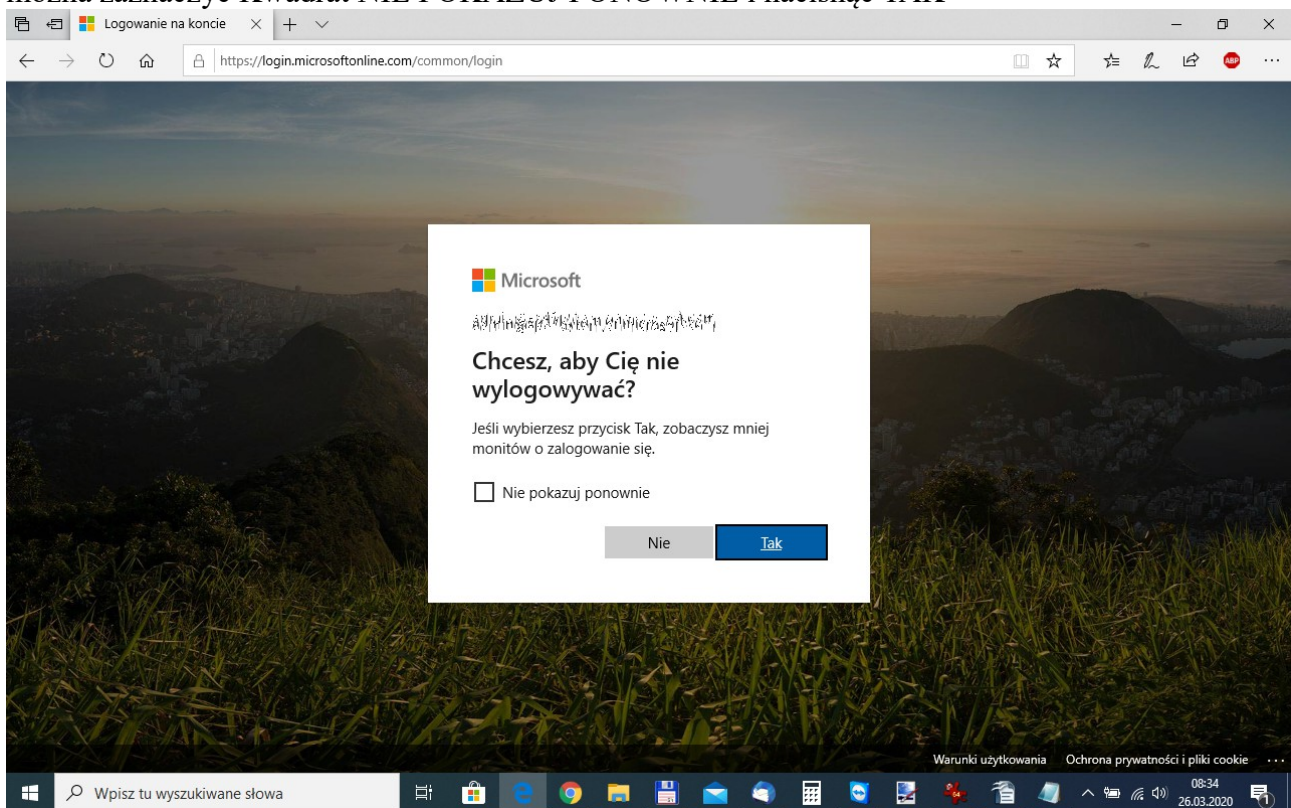 można zaznaczyć Kwadrat NIE POKAZUJ PONOWNIE i nacisnąć TAK
Logowanie na koncie
https://login.microsoftonline.com/common/login
ABP
Microsoft
Chcesz, aby Cię nie
wylogowywać?
Jeśli wybierzesz przycisk Tak, zobaczysz mniej
monitów o zalogowanie się.
Nie pokazuj ponownie
Nie Tak
Warunki użytkowania Ochrona prywatności i pliki cookie ...
Wpisz tu wyszukiwane słowa
08:34
26.03.2020